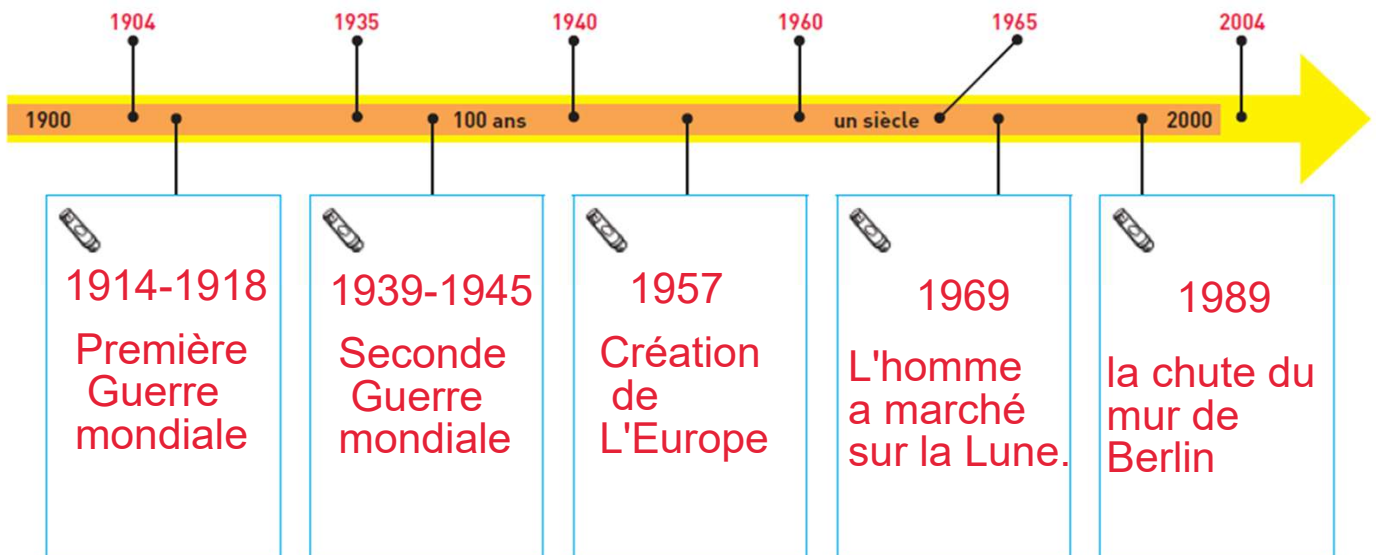 1904 1935 1940 1960 1965 2004
1900 100 ans un siècle 2000
1914-1918
Première
Guerre
mondiale
1939-1945
Seconde
Guerre
mondiale
1957
Création
de
L'Europe
1969
L'homme
a marché
sur la Lune.
1989
la chute du
mur de
Berlin